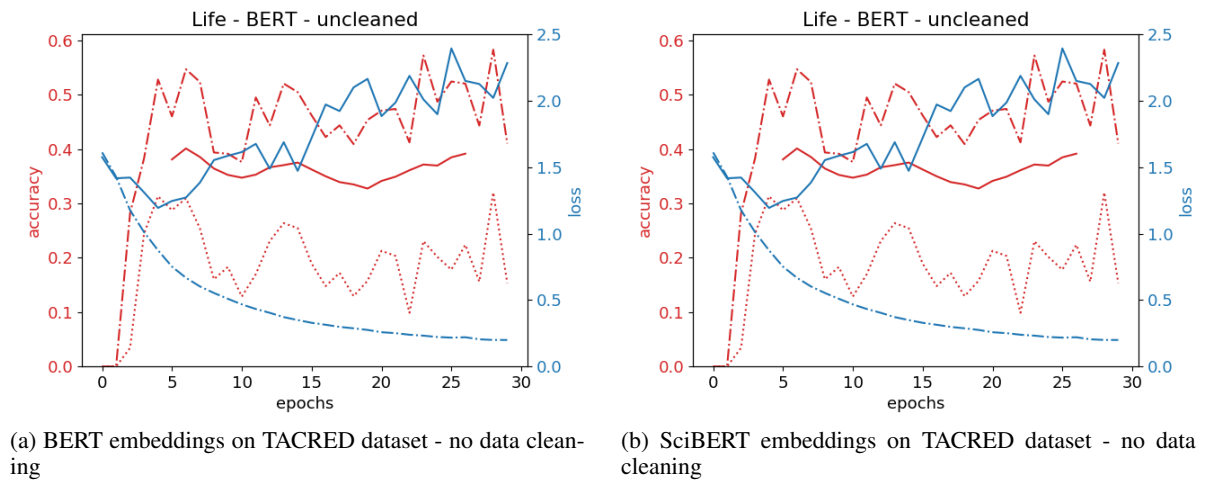 Life - BERT - uncleaned
0.6
0.5
0.4
0.3
0.2
0.1
0.0
accuracy
2.5
2.0
1.5
1.0
0.5
0.0
loss
0 5 10 15 20 25 30
epochs
(a) BERT embeddings on TACRED dataset - no data clean-
ing
Life - BERT - uncleaned
0.6
0.5
0.4
0.3
0.2
0.1
0.0
accuracy
2.5
2.0
1.5
1.0
0.5
0.0
loss
0 5 10 15 20 25 30
epochs
(b) SciBERT embeddings on TACRED dataset - no data
cleaning